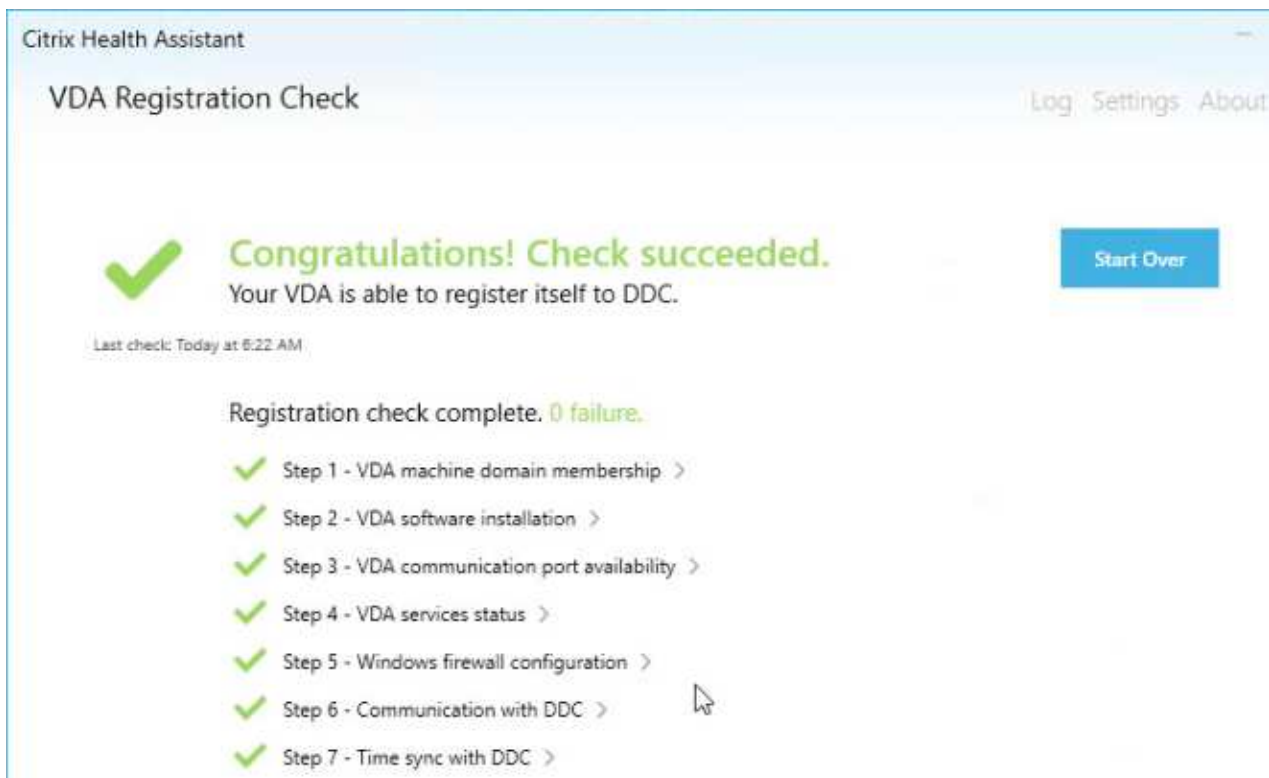 Citrix Health Assistant
VDA Registration Check
Log Settings About
Congratulations! Check succeeded.
Your VDA is able to register itself to DDC.
Start Over
Last check: Today at 6:22 AM
Registration check complete. 0 failure.
Step 1 - VDA machine domain membership >
Step 2 - VDA software installation >
Step 3 - VDA communication port availability >
Step 4 - VDA services status >
Step 5 - Windows firewall configuration >
Step 6 - Communication with DDC >
Step 7 - Time sync with DDC >